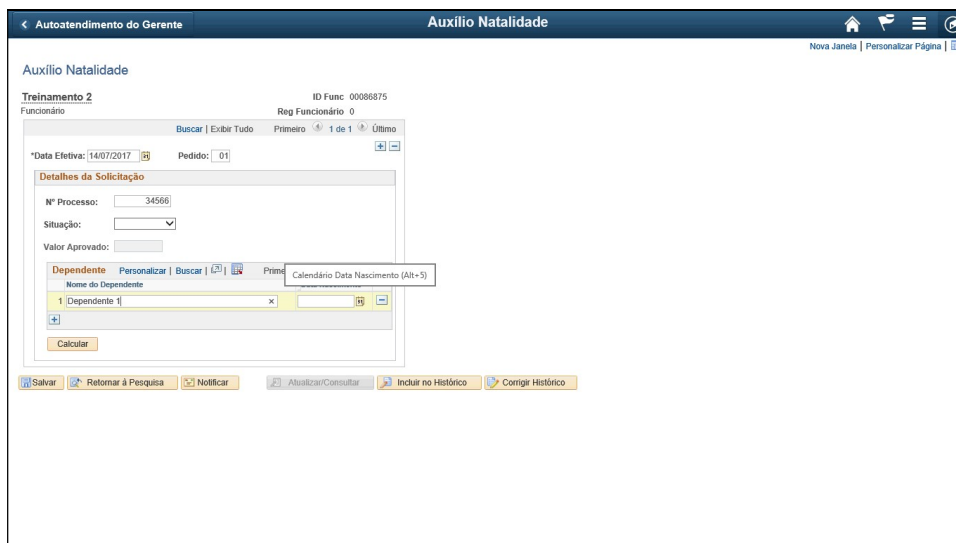 Autoatendimento do Gerente
Auxílio Natalidade
Nova Janela | Personalizar Página |
Auxílio Natalidade
Treinamento 2
ID Func 00086875
Funcionário
Reg Funcionário 0
Buscar | Exibir Tudo Primeiro 1 de 1 Último
*Data Efetiva: 14/07/2017 Pedido: 01
Detalhes da Solicitação
Nº Processo: 34566
Situação:
Valor Aprovado:
Dependente Personalizar | Buscar | |
Calendário Data Nascimento (Alt+5)
Nome do Dependente
1 Dependente 1
Calcular
Salvar Retornar à Pesquisa Notificar Atualizar/Consultar Incluir no Histórico Corrigir Histórico